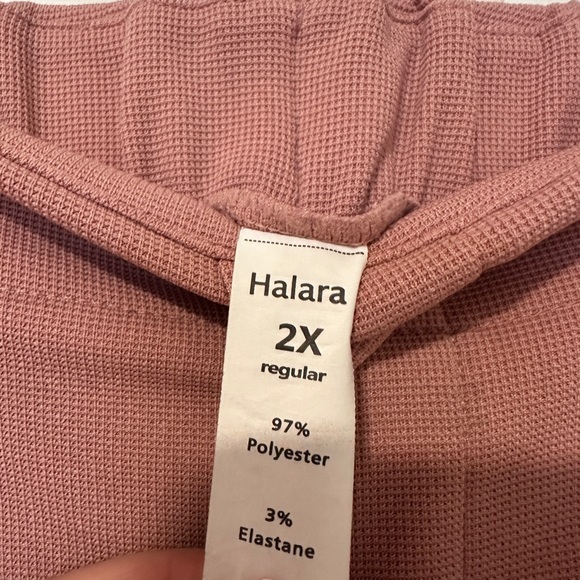 Halara
2X
regular
97%
Polyester
3%
Elastane